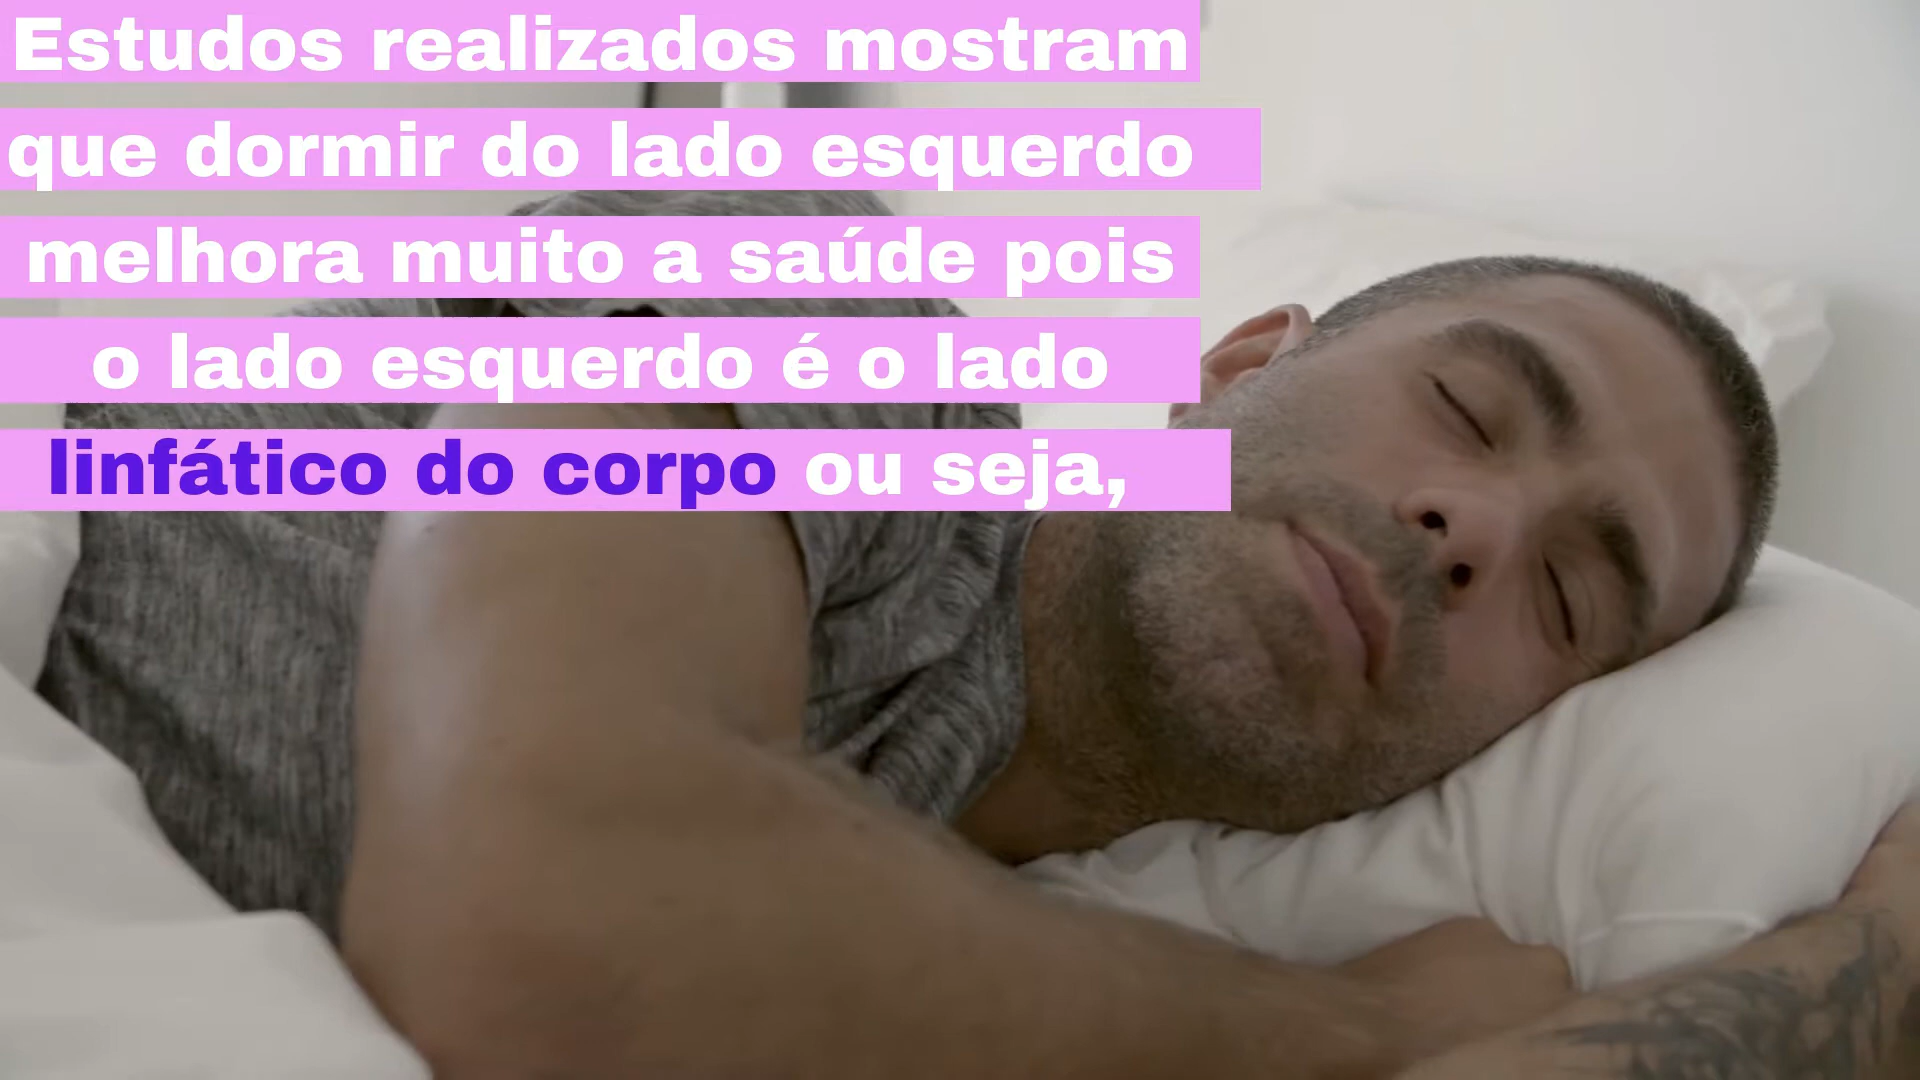 Estudos realizados mostram
que dormir do lado esquerdo
melhora muito a saúde pois
o lado esquerdo é o lado
linfático do corpo ou seja,